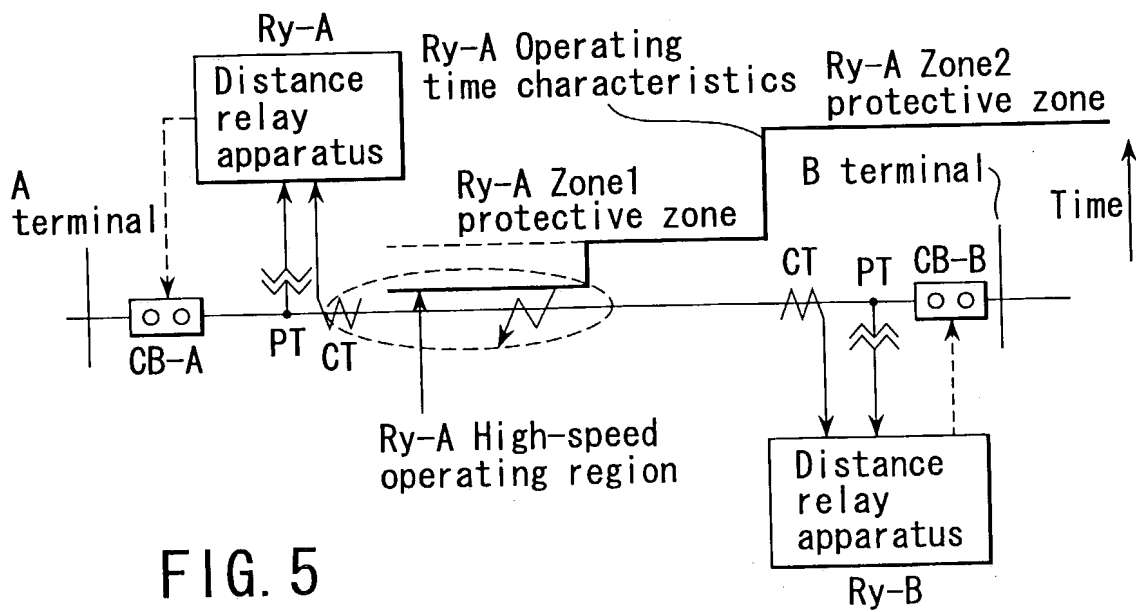 Ry-A
Distance
relay
apparatus
Ry-A Operating
time characteristics
Ry-A Zone2
protective zone
A
terminal
Ry-A Zone1
protective zone
B terminal
Time
CB-A
PT
CT
CT
PT
CB-B
Ry-A High-speed
operating region
Distance
relay
apparatus
Ry-B
FIG. 5